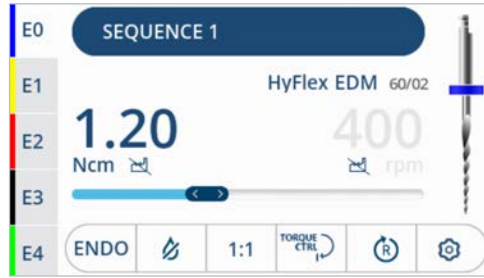 E0
SEQUENCE 1
E1
HyFlex EDM 60/02
E2
1.20
400
Ncm
rpm
E3
E4
ENDO
1:1
TORQUE
CTRL
R